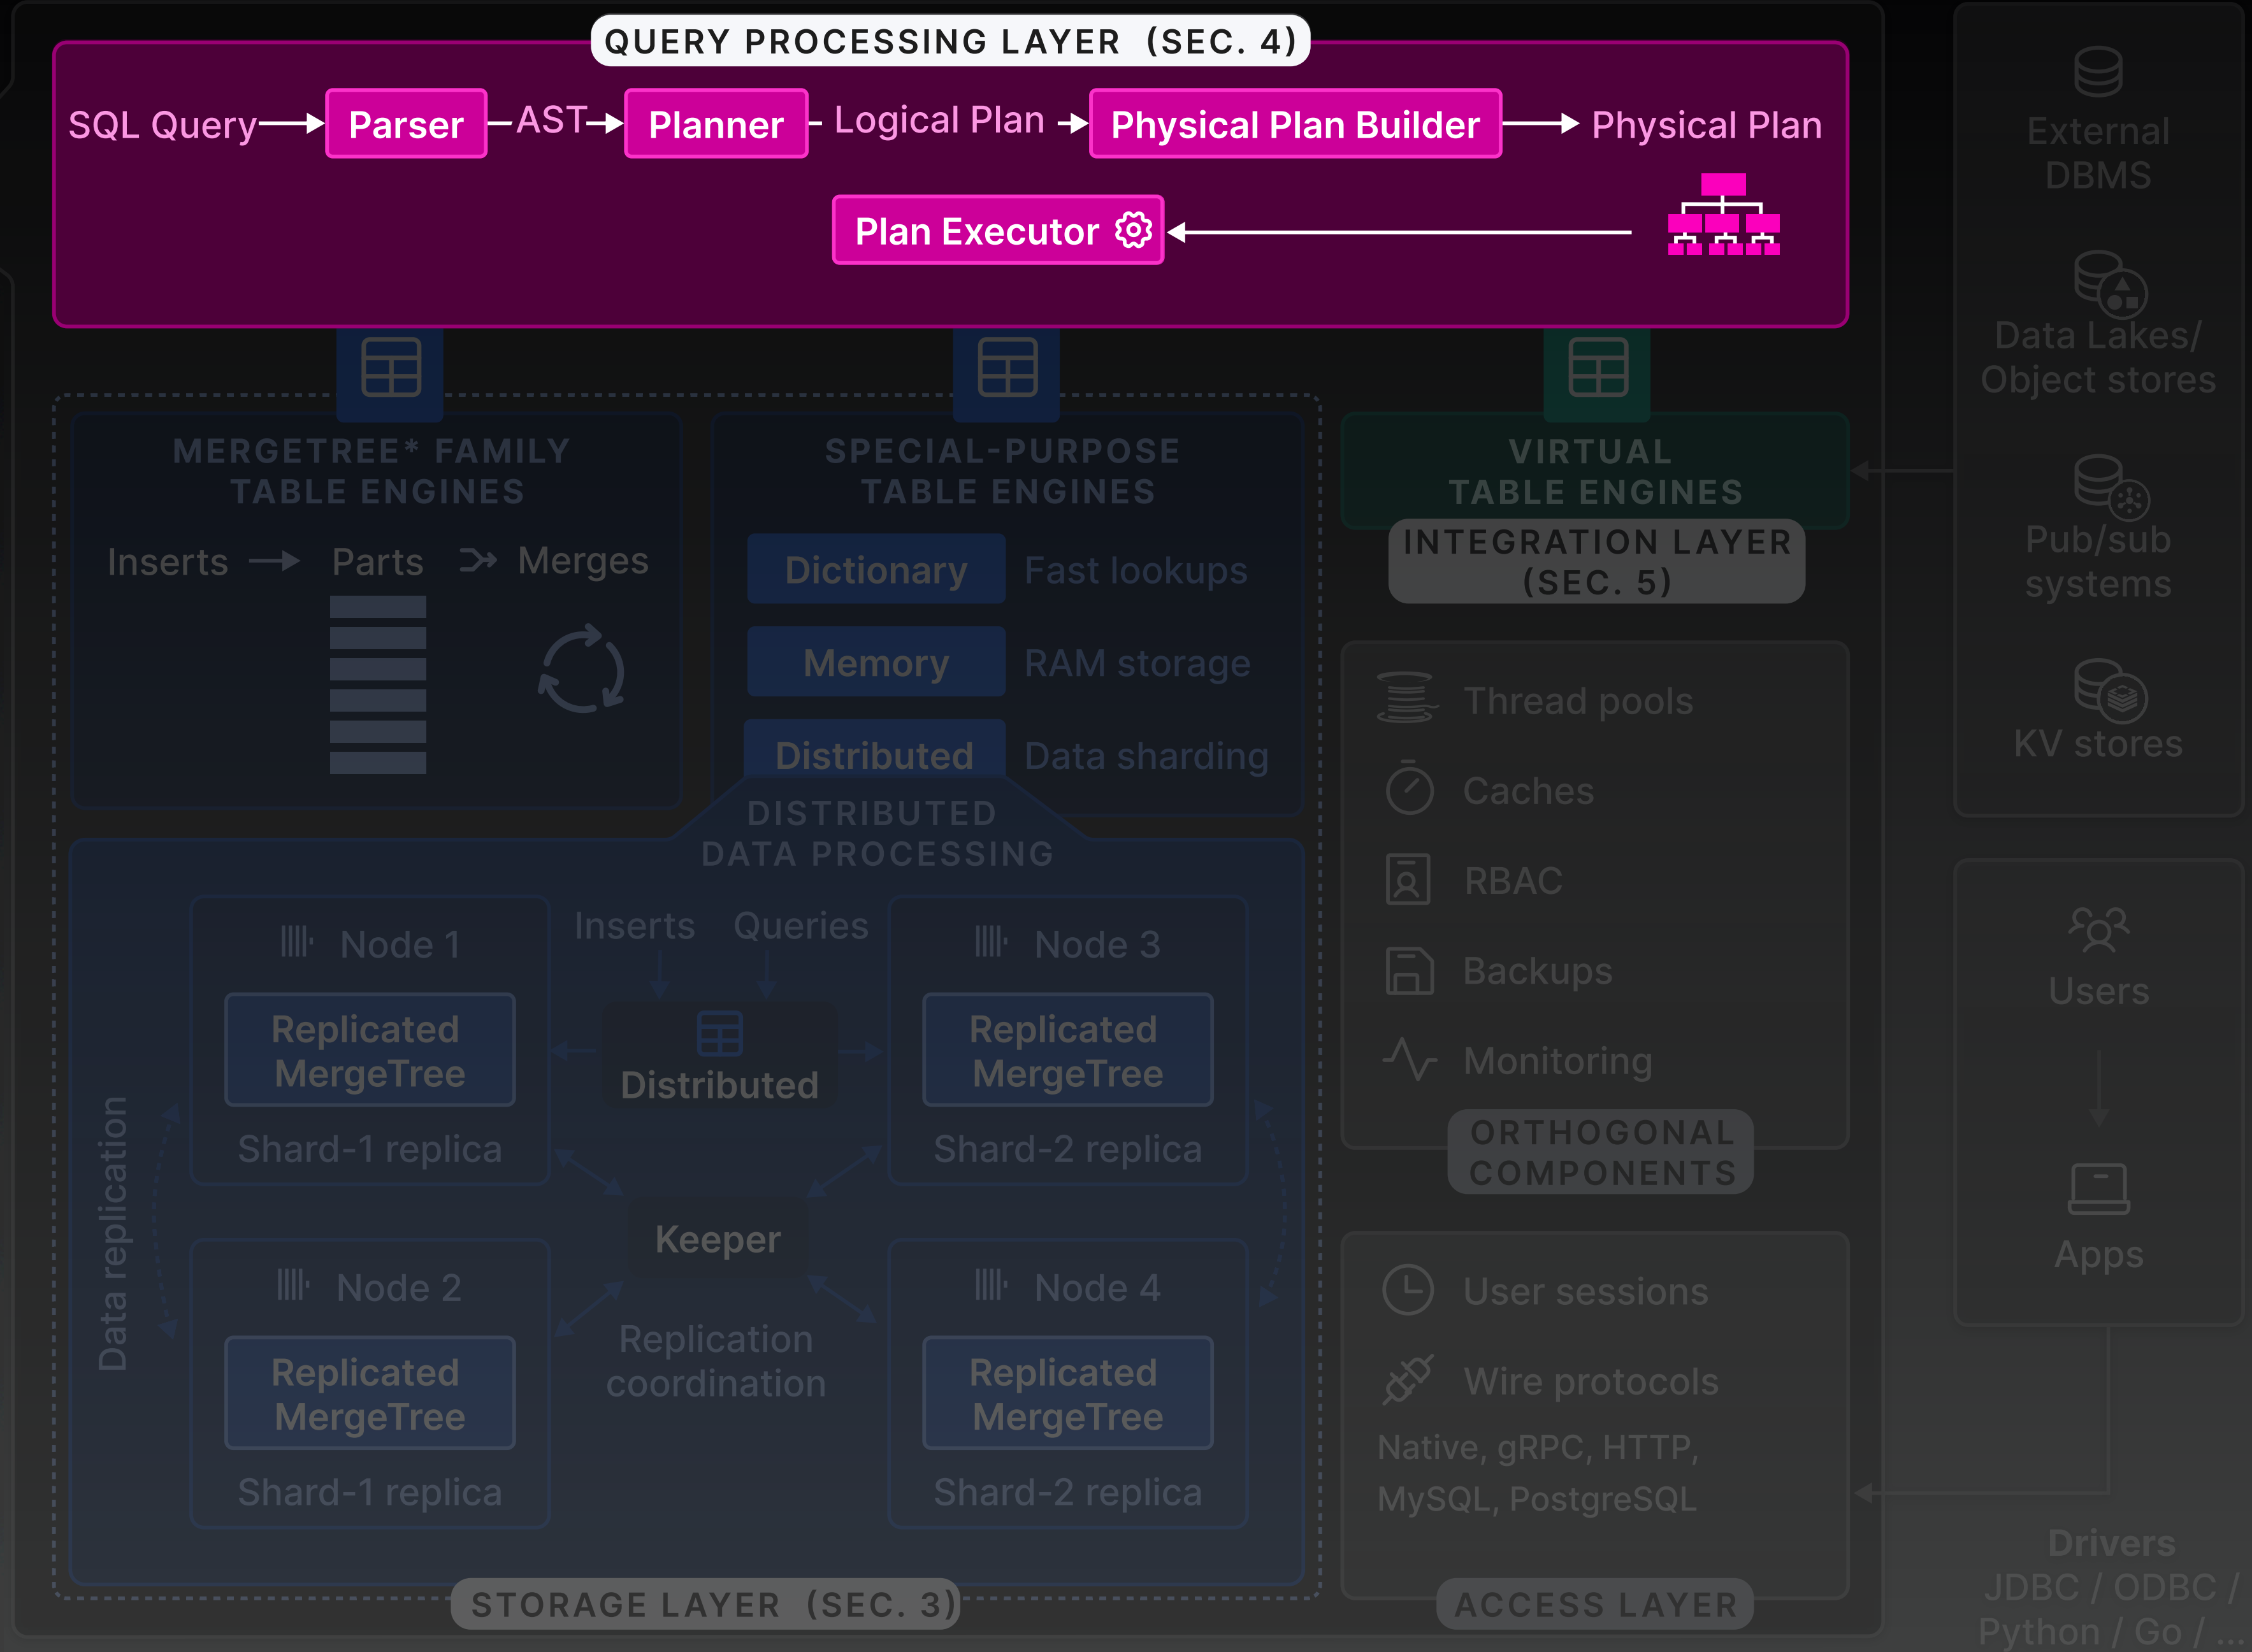 QUERY PROCESSING LAYER (SEC. 4)
SQL Query
Parser
AST
Planner
Logical Plan
Physical Plan Builder
Physical Plan
Plan Executor
MERGETREE* FAMILY
TABLE ENGINES
Inserts
Parts
Merges
SPECIAL-PURPOSE
TABLE ENGINES
Dictionary
Fast lookups
Memory
RAM storage
Distributed
Data sharding
VIRTUAL
TABLE ENGINES
INTEGRATION LAYER
(SEC. 5)
DISTRIBUTED
DATA PROCESSING
Data replication
Node 1
Replicated
MergeTree
Shard-1 replica
Inserts
Queries
Distributed
Node 3
Replicated
MergeTree
Shard-2 replica
Keeper
Replication
coordination
Node 2
Replicated
MergeTree
Shard-1 replica
Node 4
Replicated
MergeTree
Shard-2 replica
STORAGE LAYER (SEC. 3)
Thread pools
Caches
RBAC
Backups
Monitoring
ORTHOGONAL
COMPONENTS
User sessions
Wire protocols
Native, gRPC, HTTP,
MySQL, PostgreSQL
ACCESS LAYER
External
DBMS
Data Lakes/
Object stores
Pub/sub
systems
KV stores
Users
Apps
Drivers
JDBC / ODBC /
Python / Go / ...